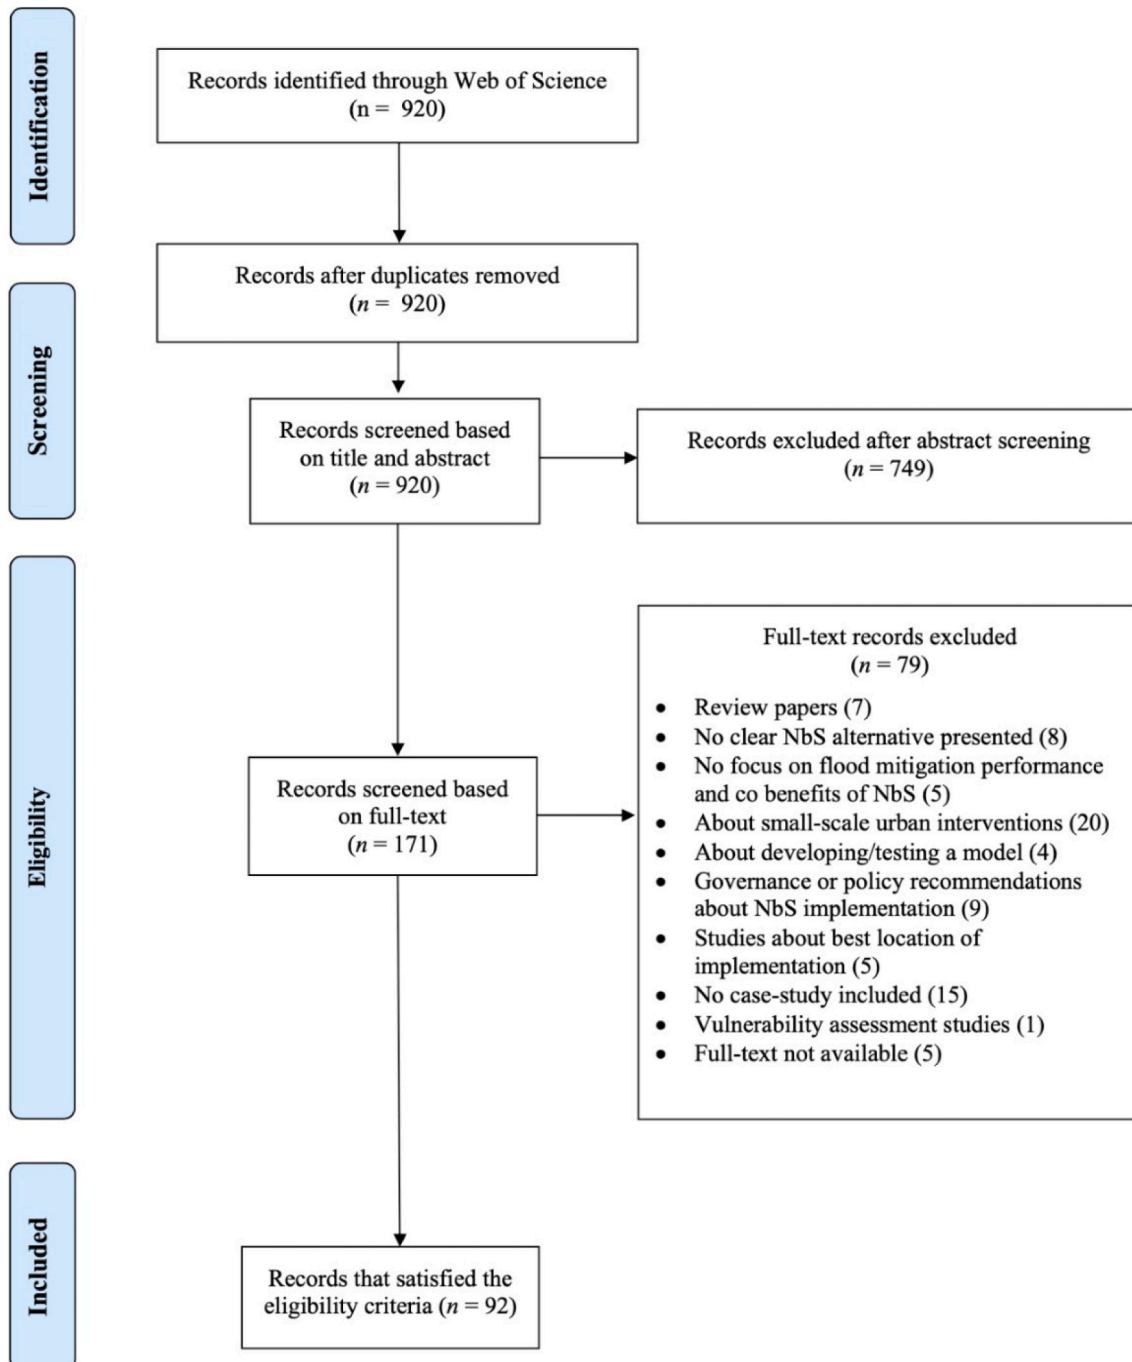 Identification
Records identified through Web of Science
(n = 920)
Records after duplicates removed
(n = 920)
Screening
Records screened based
on title and abstract
(n = 920)
Records excluded after abstract screening
(n = 749)
Eligibility
Records screened based
on full-text
(n = 171)
Full-text records excluded
(n = 79)
• Review papers (7)
• No clear NbS alternative presented (8)
• No focus on flood mitigation performance
and co benefits of NbS (5)
• About small-scale urban interventions (20)
• About developing/testing a model (4)
• Governance or policy recommendations
about NbS implementation (9)
• Studies about best location of
implementation (5)
• No case-study included (15)
• Vulnerability assessment studies (1)
• Full-text not available (5)
Included
Records that satisfied the
eligibility criteria (n = 92)